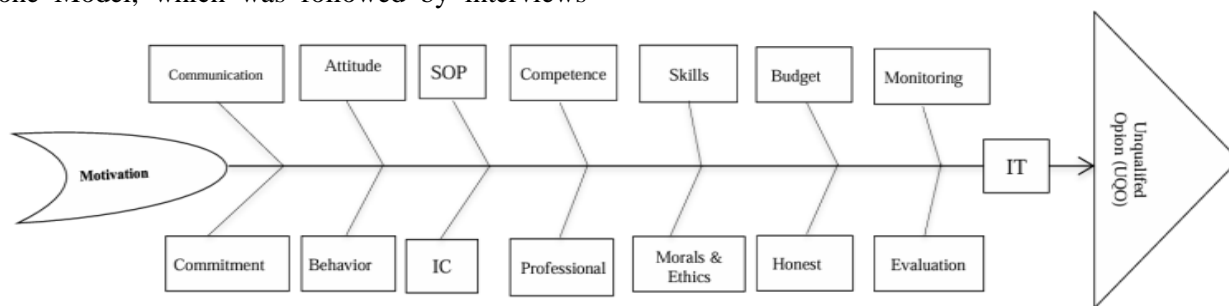 one Model, which was followed by interviews
Communication
Attitude
SOP
Competence
Skills
Budget
Monitoring
Motivation
IT
Unqualifed
Opion (UQO)
Commitment
Behavior
IC
Professional
Morals &
Ethics
Honest
Evaluation